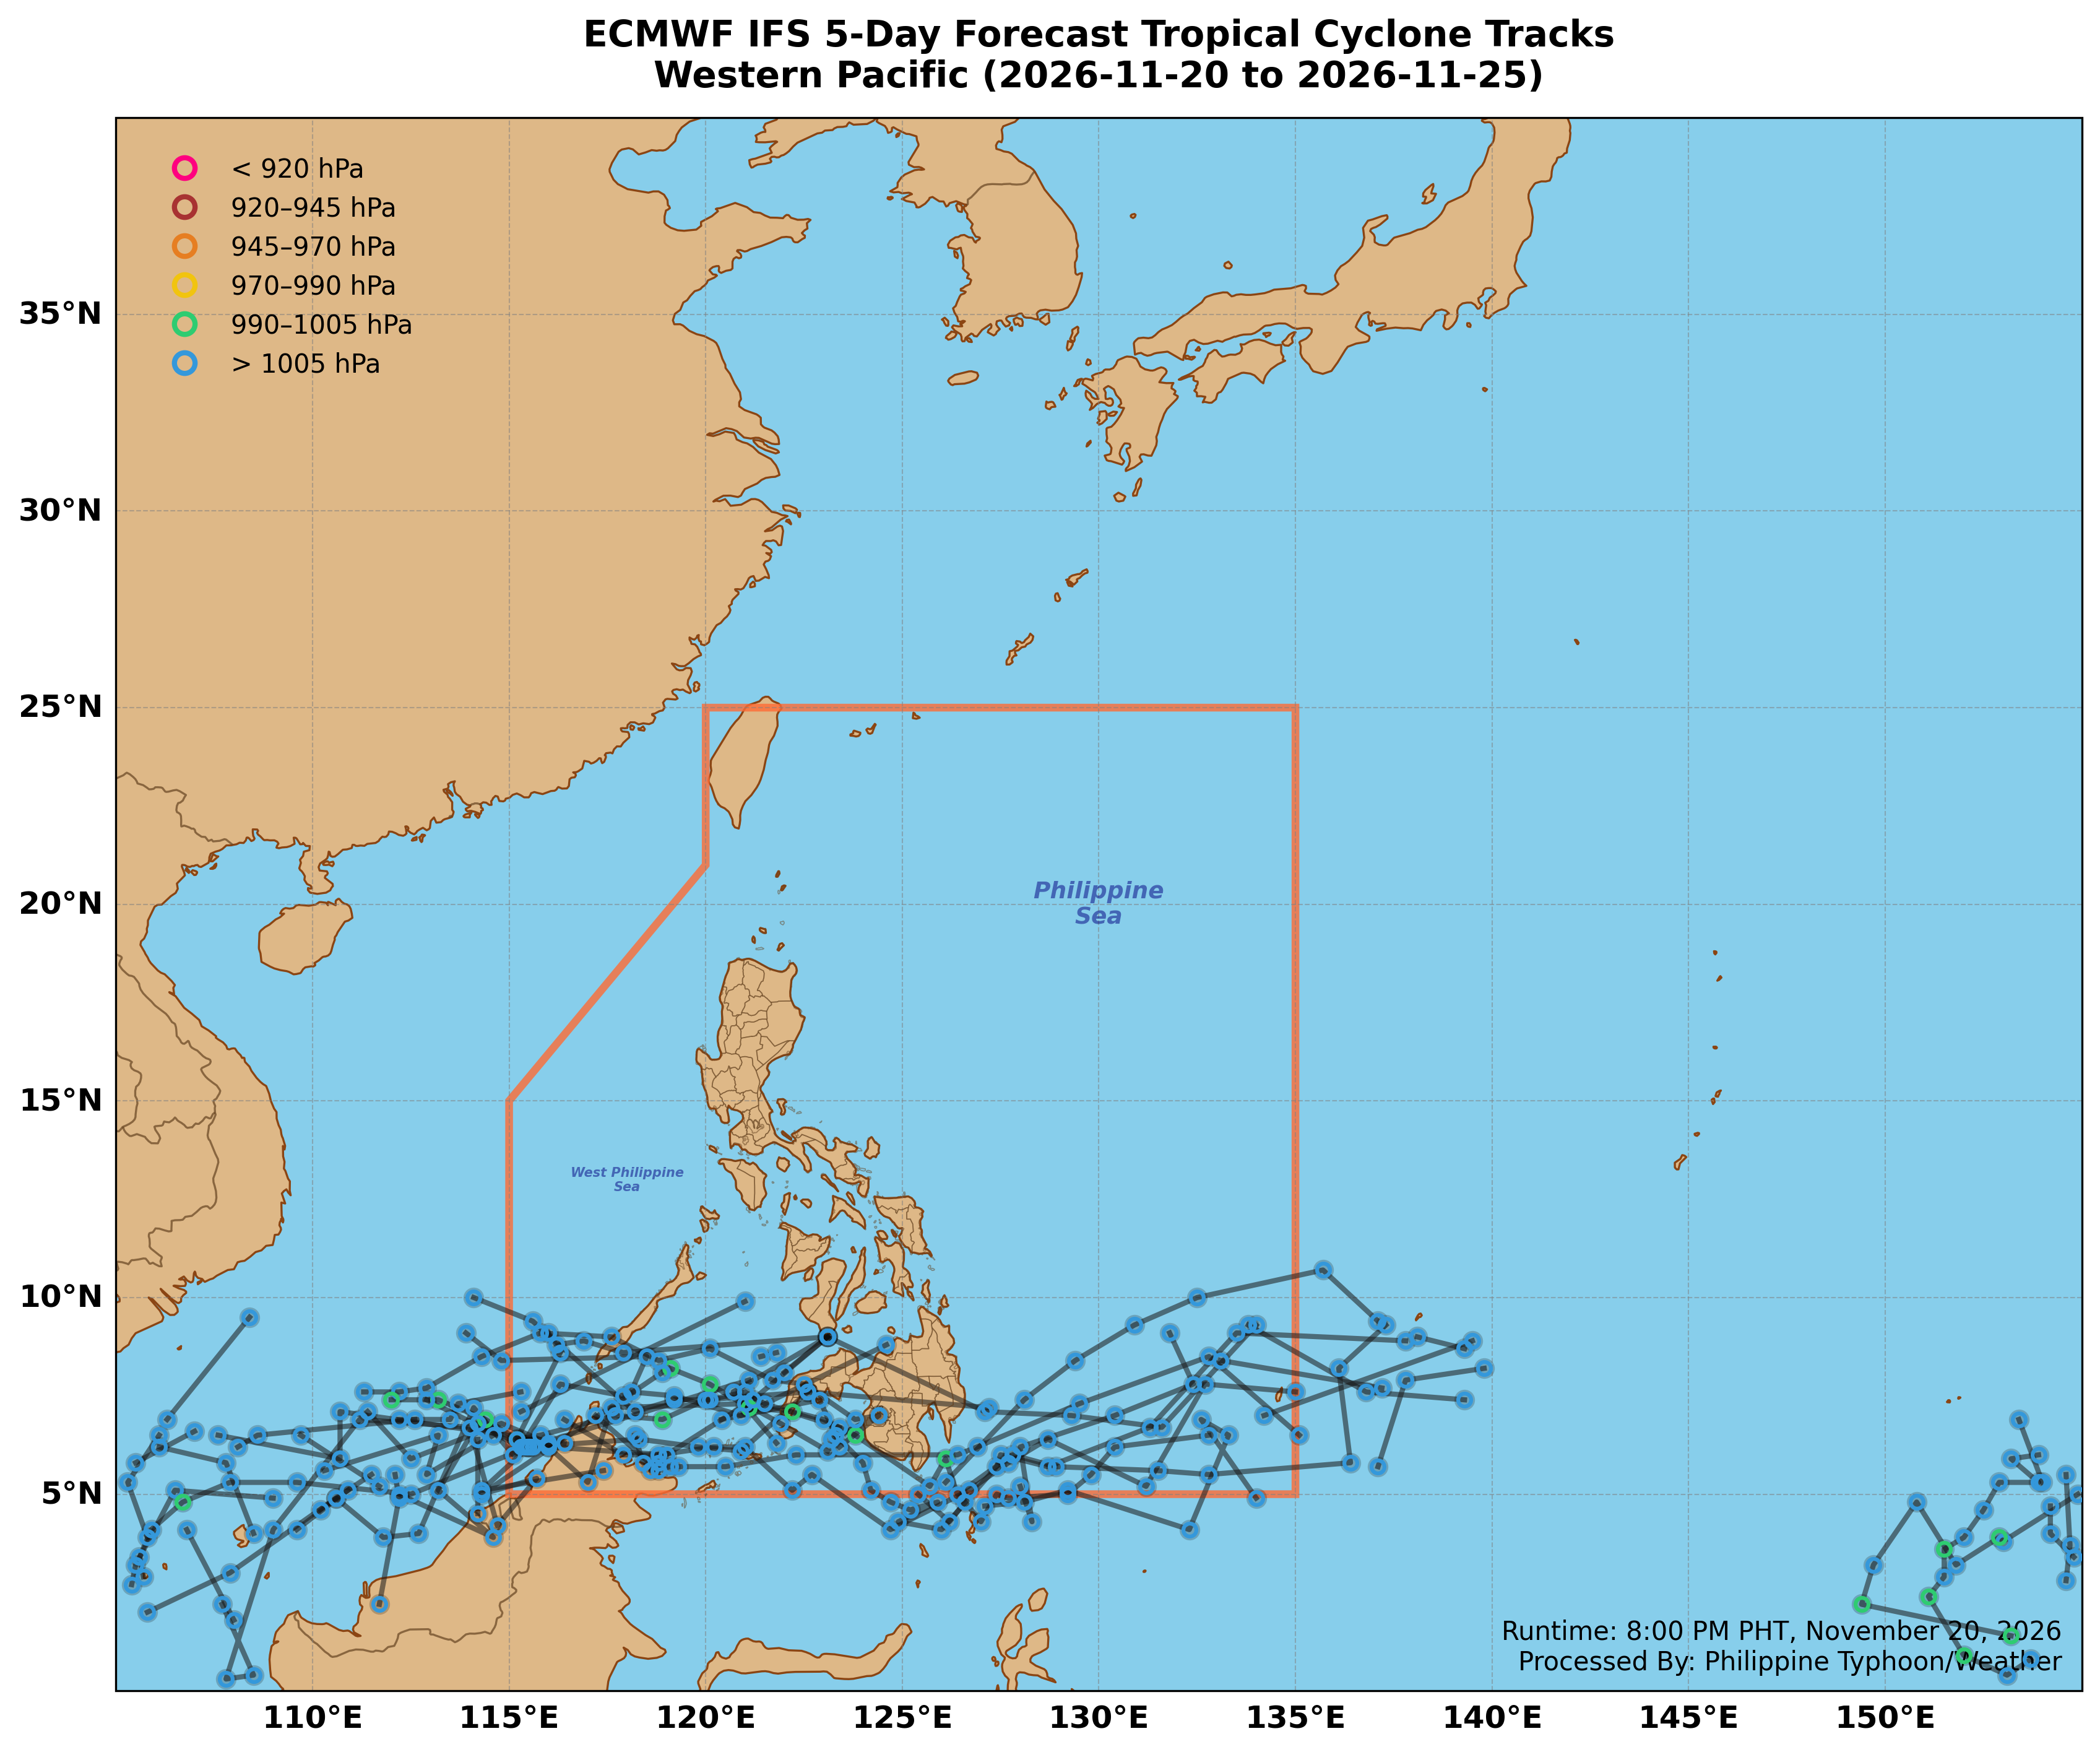 ECMWF IFS 5-Day Forecast Tropical Cyclone Tracks
Western Pacific (2026-11-20 to 2026-11-25)
< 920 hPa
920–945 hPa
945–970 hPa
970–990 hPa
990–1005 hPa
> 1005 hPa
35°N
30°N
25°N
20°N
15°N
10°N
5°N
Philippine
Sea
West Philippine
Sea
Runtime: 8:00 PM PHT, November 20, 2026
Processed By: Philippine Typhoon/Weather
110°E
115°E
120°E
125°E
130°E
135°E
140°E
145°E
150°E